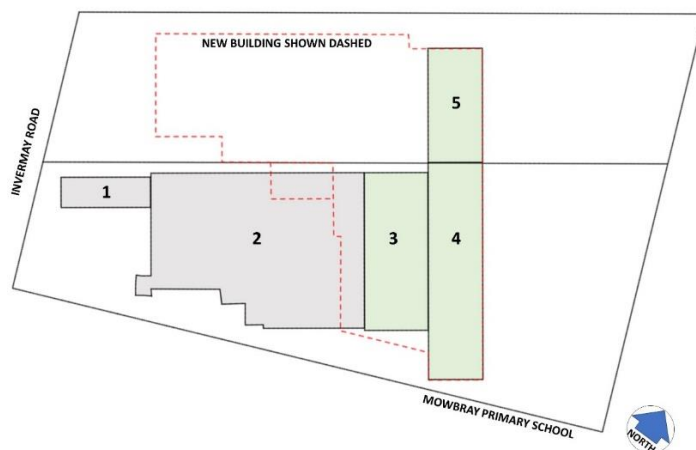 NEW BUILDING SHOWN DASHED
INVERMAY ROAD
5
1
2
3
4
MOWBRAY PRIMARY SCHOOL
NORTH